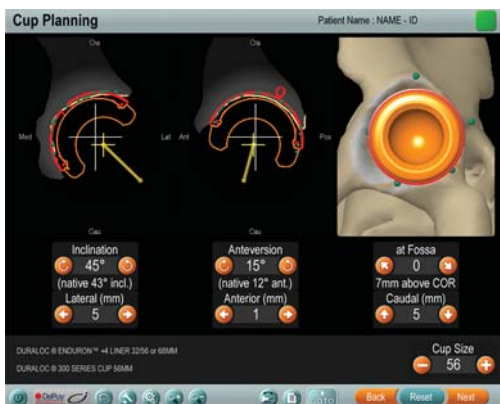 Cup Planning
Patient Name : NAME - ID
Cra
Cra
Med
Lat
Ant
Pos
Cau
Cau
Inclination
45°
(native 43° incl.)
Lateral (mm)
5
Anteversion
15°
(native 12° ant.)
Anterior (mm)
1
at Fossa
0
7mm above COR
Caudal (mm)
5
DURALOC ® ENDURON™ +4 LINER 32/56 or 68MM
DURALOC ® 300 SERIES CUP 56MM
Cup Size
56
DePuy
GOTO
Back
Reset
Next